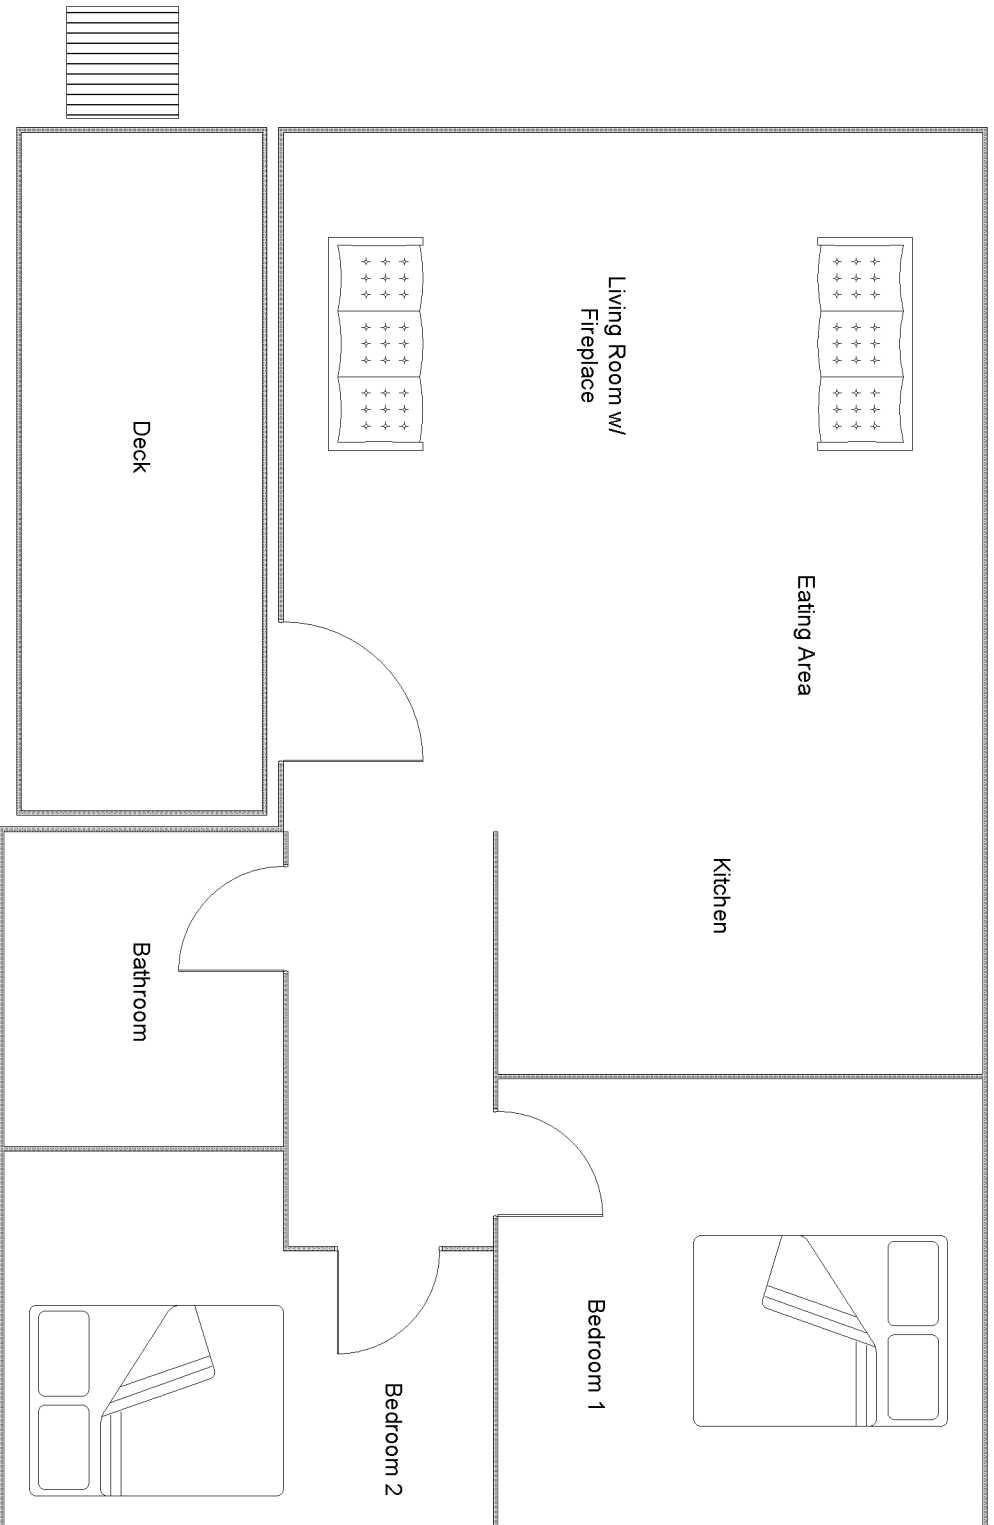 Living Room w/
Fireplace
Deck
Eating Area
Kitchen
Bathroom
Bedroom 1
Bedroom 2